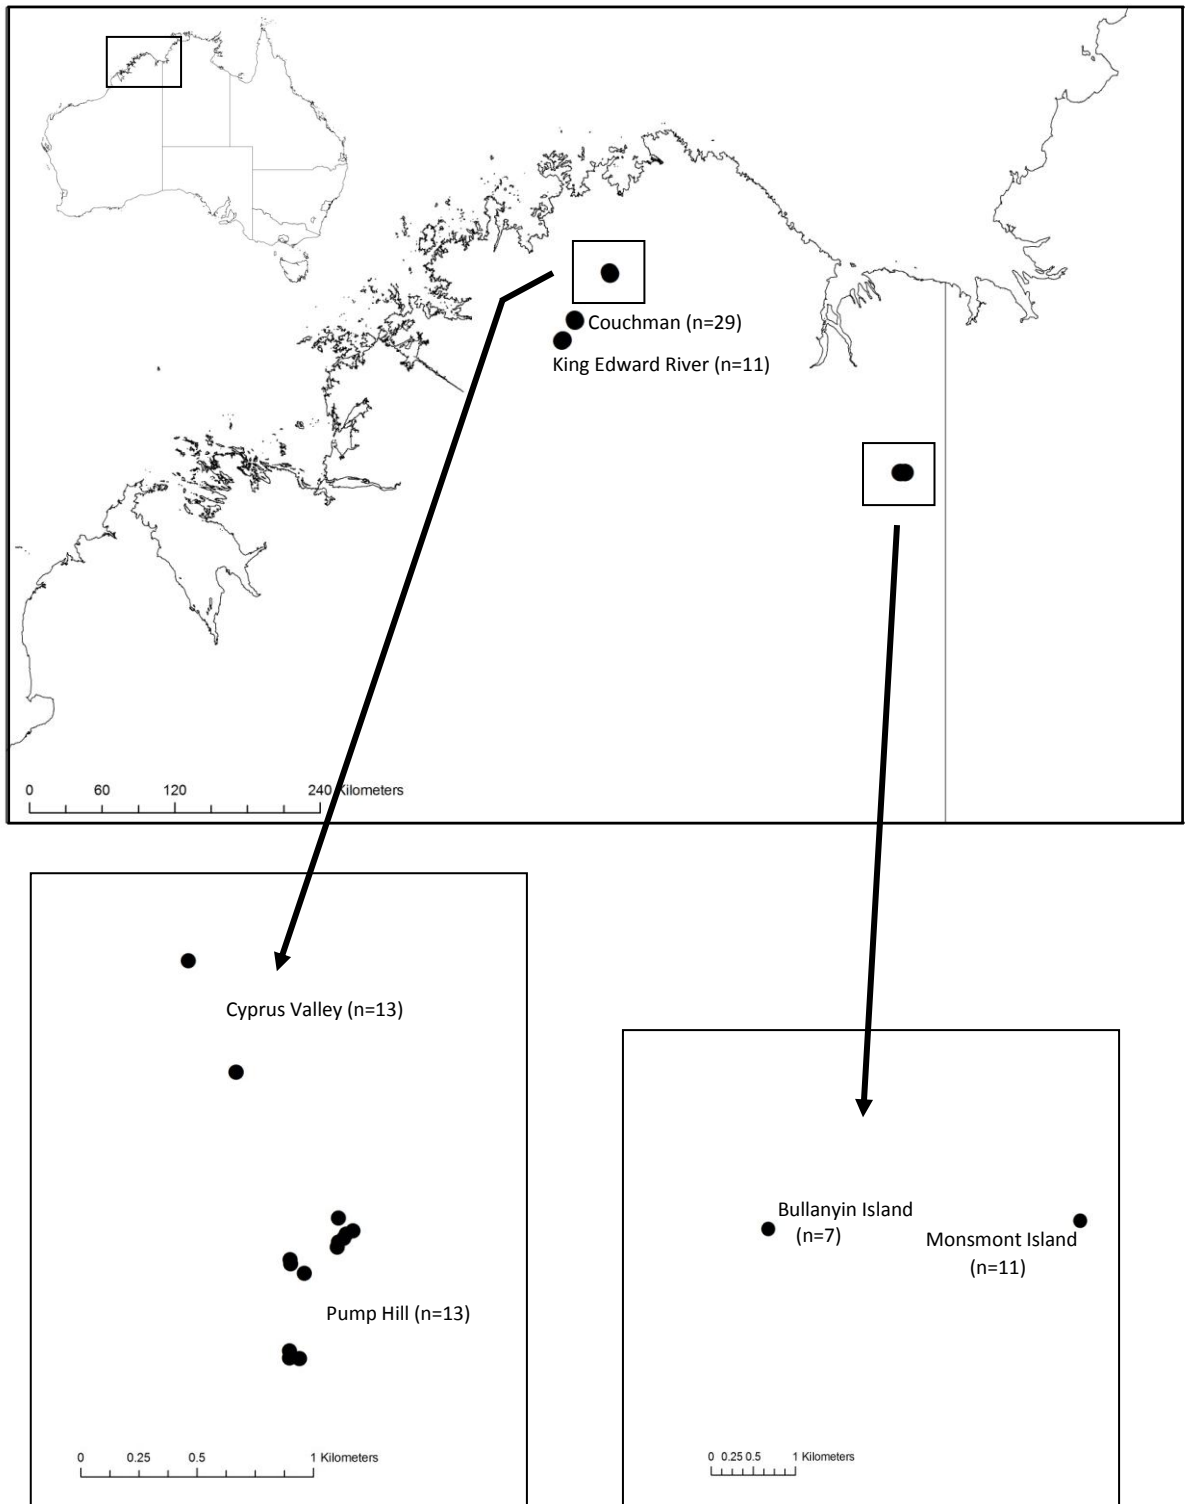 Couchman (n=29)
King Edward River (n=11)
0 60 120 240 Kilometers
Cyprus Valley (n=13)
Pump Hill (n=13)
0 0.25 0.5 1 Kilometers
Bullanyin Island
(n=7)
Monsmont Island
(n=11)
0 0.25 0.5 1 Kilometers